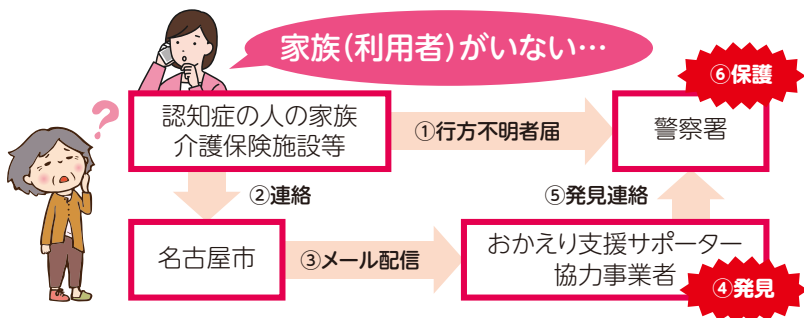 家族(利用者)がいない…
⑥保護
?
認知症の人の家族
介護保険施設等
①行方不明者届
警察署
②連絡
⑤発見連絡
名古屋市
③メール配信
おかえり支援サポーター
協力事業者
④発見